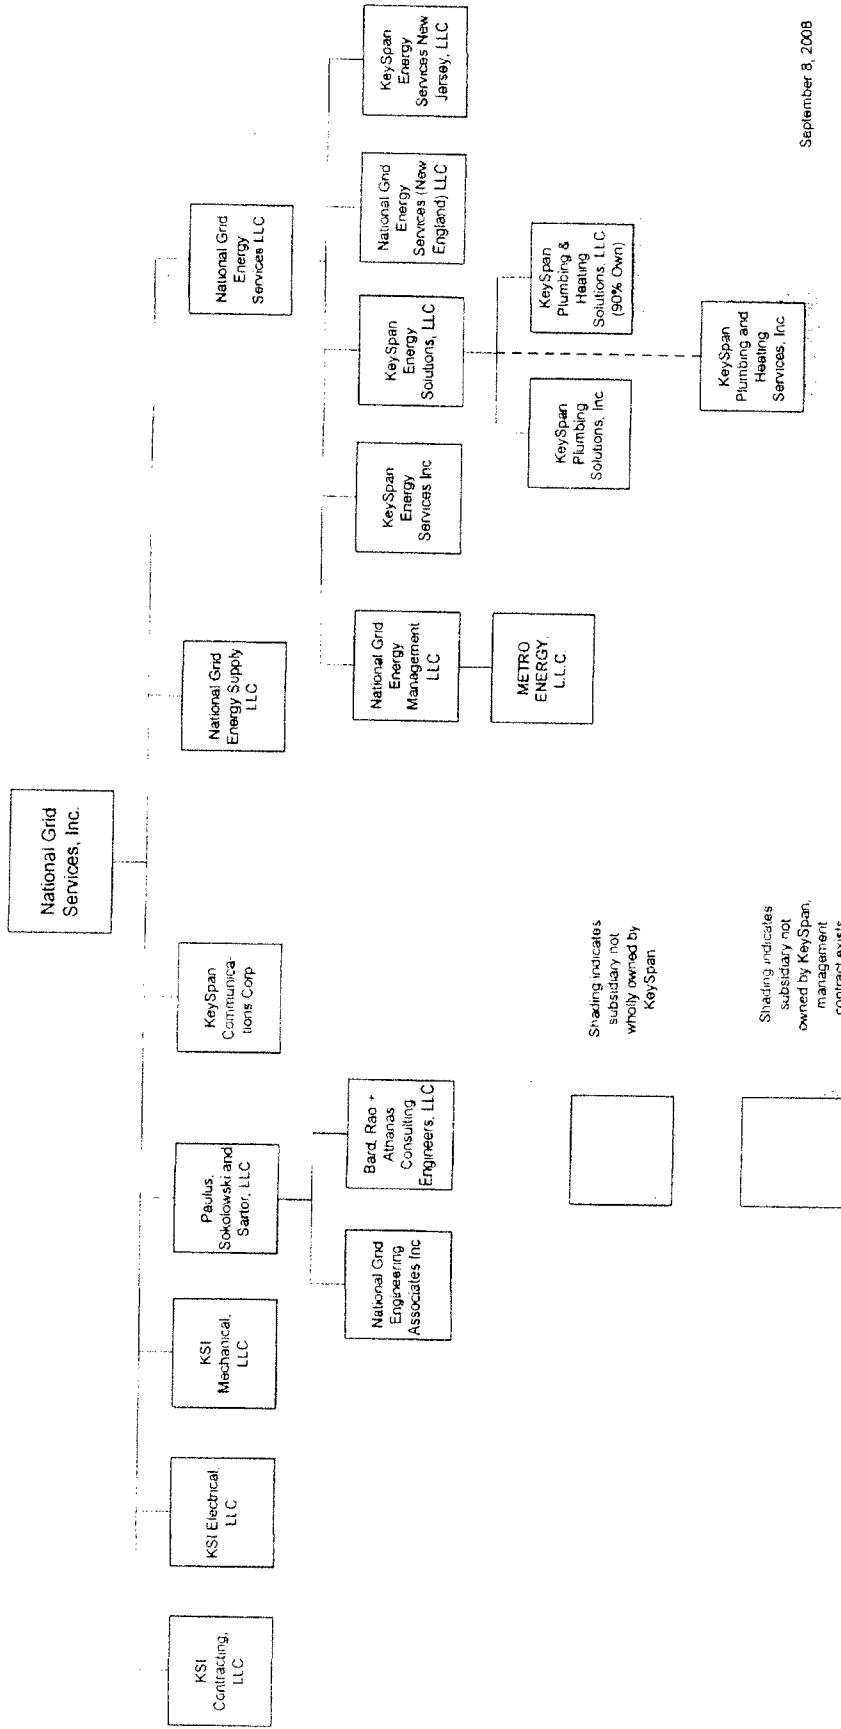 National Grid
Services, Inc.
KSI
Contracting,
LLC
KSI Electrical,
LLC
KSI
Mechanical,
LLC
Paulus,
Sokolowski and
Sartor, LLC
KeySpan
Communica-
tions Corp
National Grid
Energy Supply
LLC
National Grid
Energy
Services LLC
National Grid
Engineering
Associates Inc
Bard, Rao +
Athanas
Consulting
Engineers, LLC
National Grid
Energy
Management
LLC
KeySpan
Energy
Services Inc
KeySpan
Energy
Solutions, LLC
National Grid
Energy
Services (New
England) LLC
KeySpan
Energy
Services New
Jersey, LLC
METRO
ENERGY,
L.L.C.
KeySpan
Plumbing
Solutions, Inc
KeySpan
Plumbing &
Heating
Solutions, LLC
(90% Own)
KeySpan
Plumbing and
Heating
Services, Inc
Shading indicates
subsidiary not
wholly owned by
KeySpan
Shading indicates
subsidiary not
owned by KeySpan,
management
contract exists
September 8, 2008